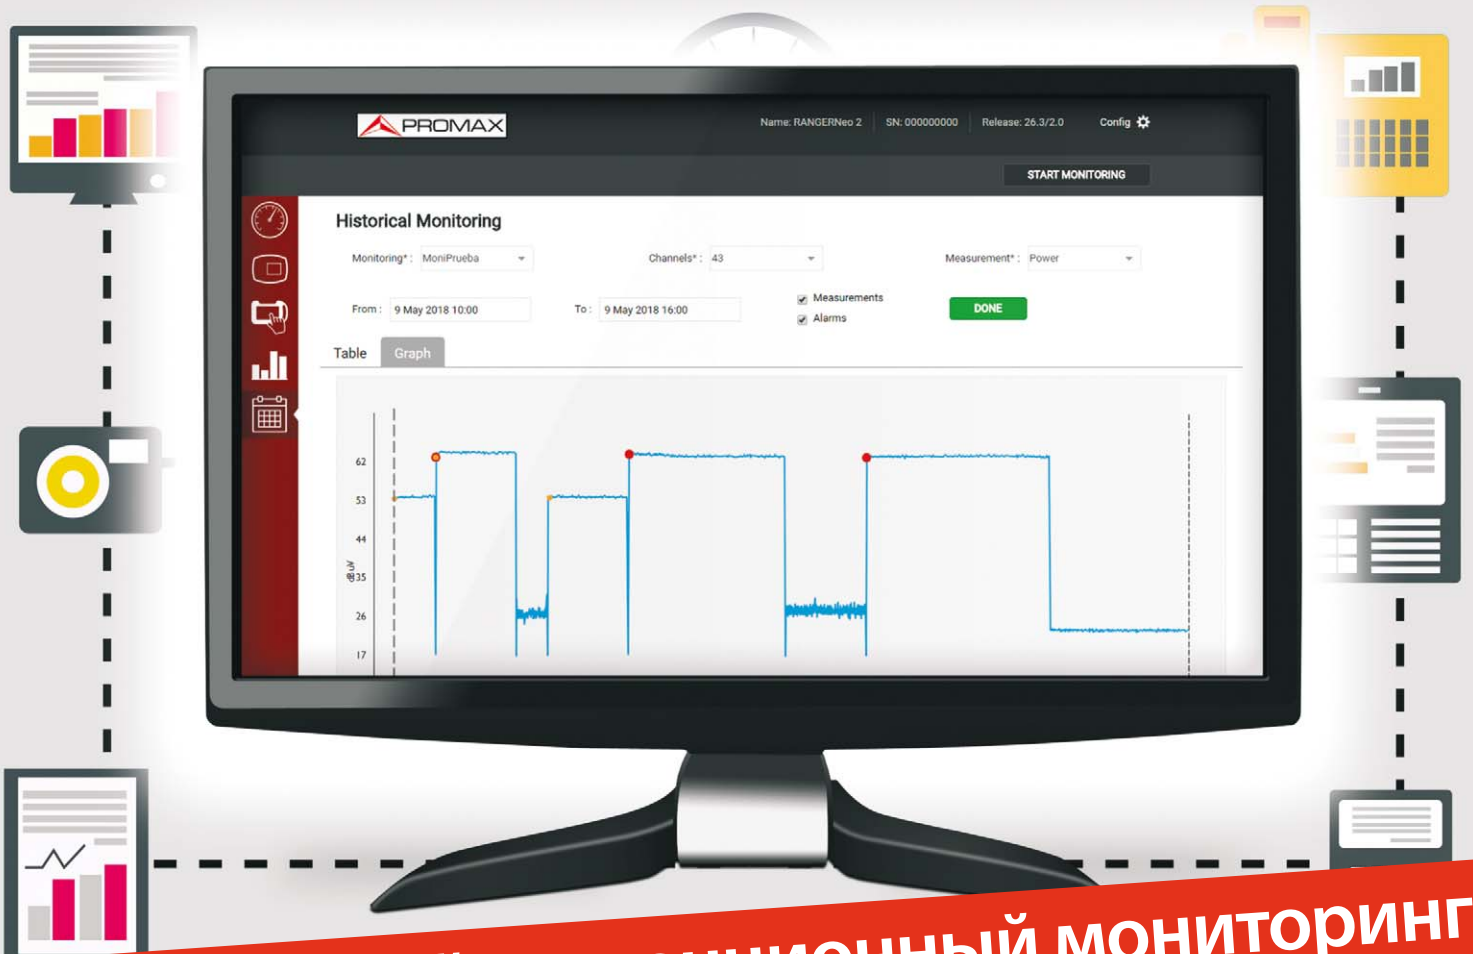 PROMAX
Name: RANGERNeo 2 SN: 000000000 Release: 26.3/2.0 Config
START MONITORING
Historical Monitoring
Monitoring* : MoniPrueba Channels* : 43 Measurement* : Power
From : 9 May 2018 10:00 To : 9 May 2018 16:00 Measurements DONE
Alarms
Table Graph
62
53
44
dBuV
35
26
17
мониторинг